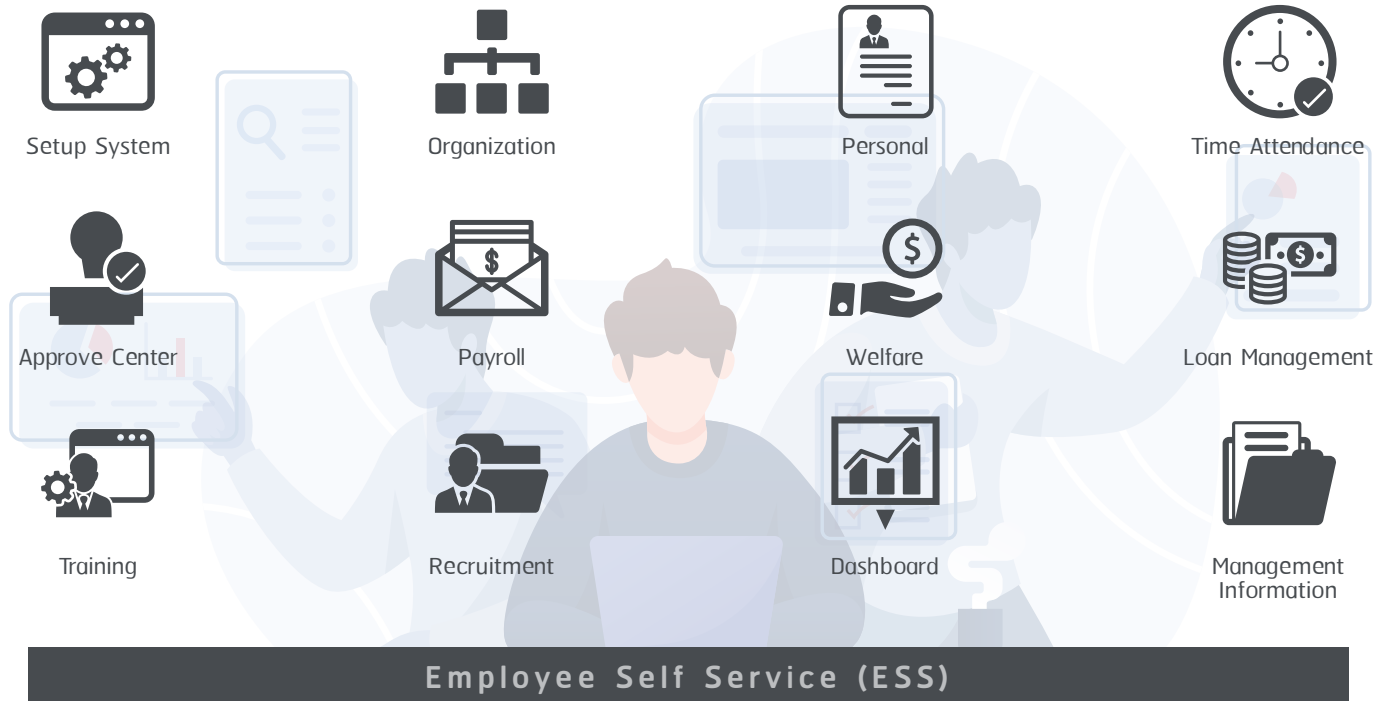 Setup System
Organization
Personal
Time Attendance
Approve Center
Payroll
Welfare
Loan Management
Training
Recruitment
Dashboard
Management
Information
Employee Self Service (ESS)